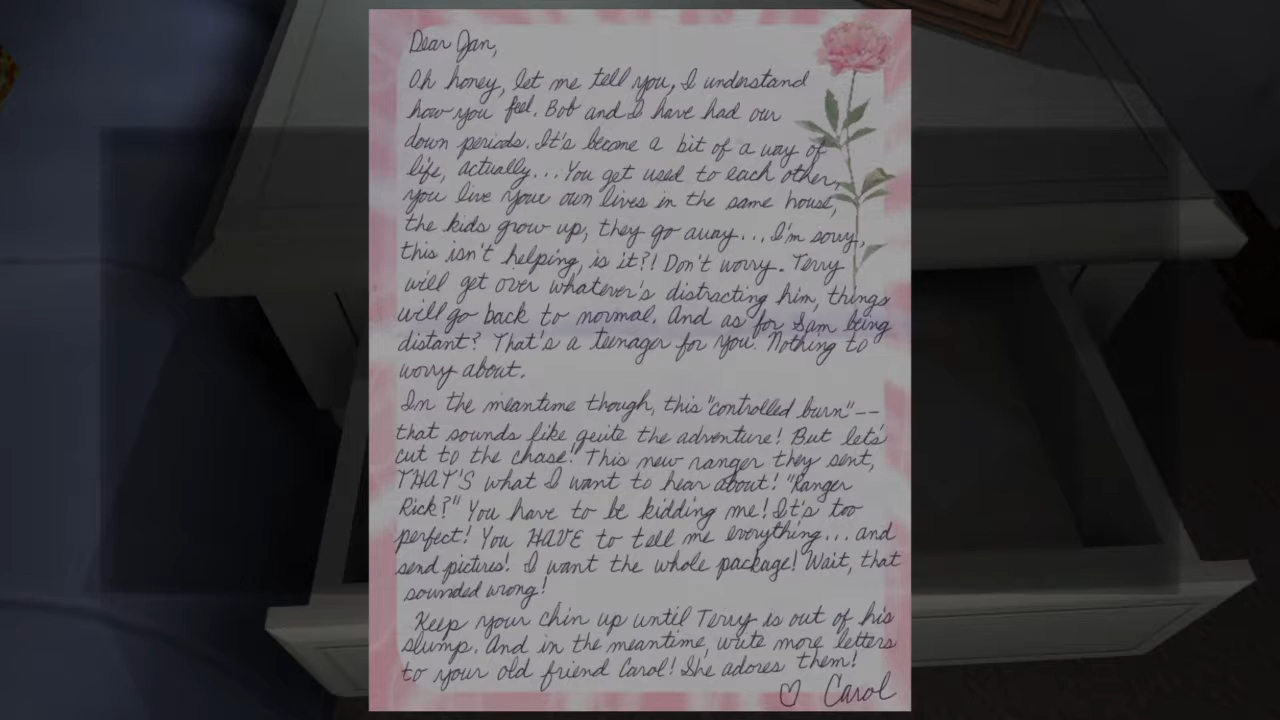 Dear Jan,
Oh honey, let me tell you, I understand
how you feel. Bob and I have had our
down periods. It's become a bit of a way of
life, actually... You get used to each other,
you live your own lives in the same house,
the kids grow up, they go away... I'm sorry,
this isn't helping, is it?! Don't worry. Terry
will get over whatever's distracting him, things
will go back to normal. And as for Sam being
distant? That's a teenager for you. Nothing to
worry about.
In the meantime though, this "controlled burn"--
that sounds like quite the adventure! But let's
cut to the chase! This new ranger they sent,
THAT'S what I want to hear about! "Ranger
Rick?" You have to be kidding me! It's too
perfect! You HAVE to tell me everything... and
send pictures! I want the whole package! Wait, that
sounded wrong!
Keep your chin up until Terry is out of his
slump. And in the meantime, write more letters
to your old friend Carol! She adores them!
♡ Carol